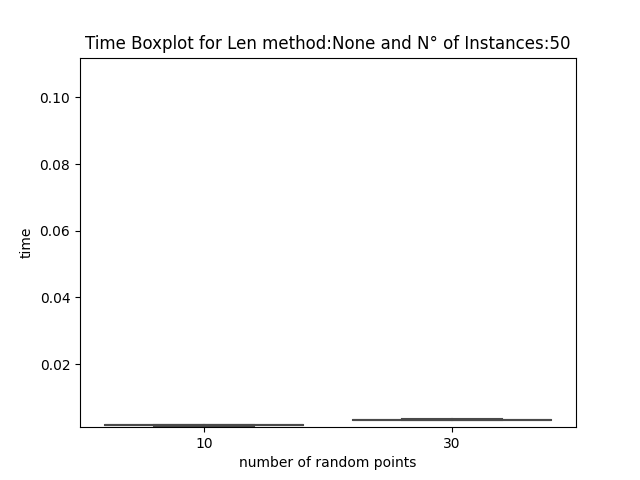 Time Boxplot for Len method:None and N° of Instances:50
0.10
0.08
0.06
0.04
0.02
time
10 30
number of random points